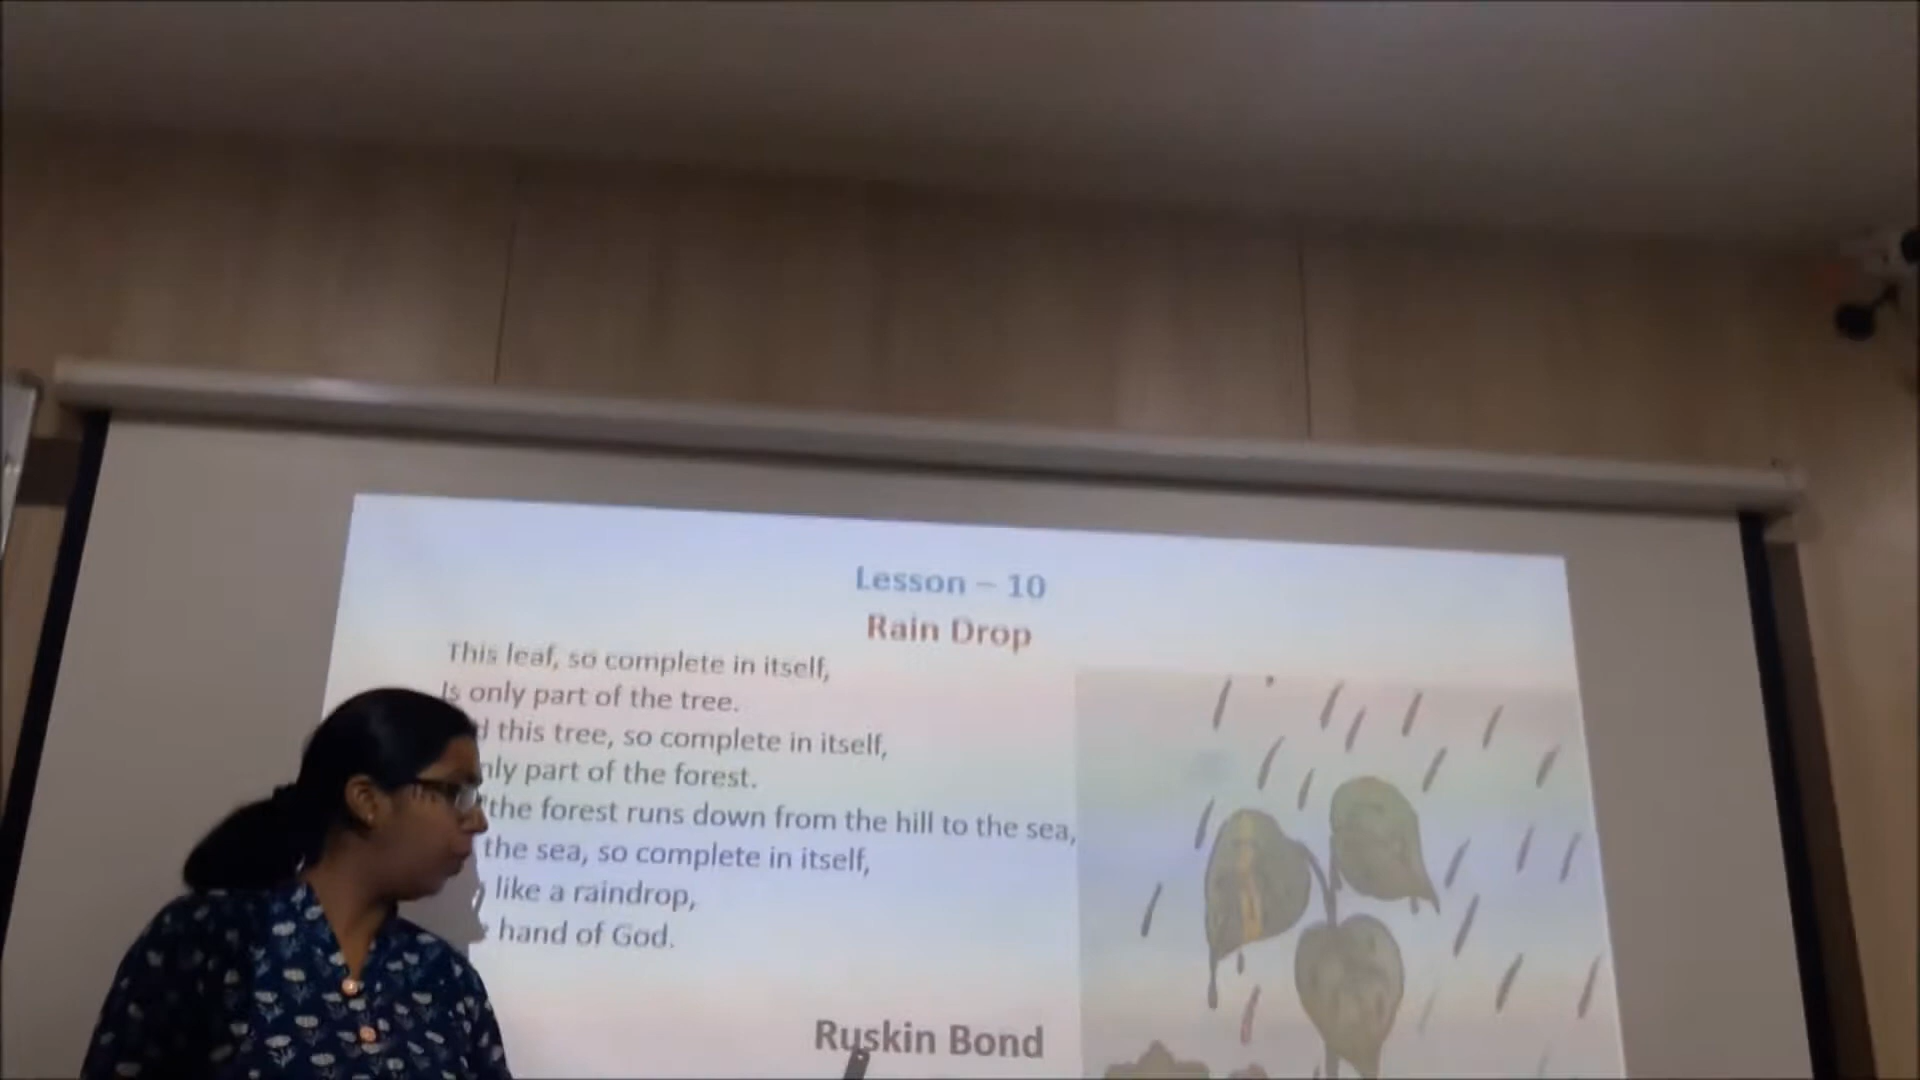 Lesson – 10
Rain Drop
This leaf, so complete in itself,
Is only part of the tree.
this tree, so complete in itself,
part of the forest.
the forest runs down from the hill to the sea,
the sea, so complete in itself,
like a raindrop,
hand of God.
Ruskin Bond